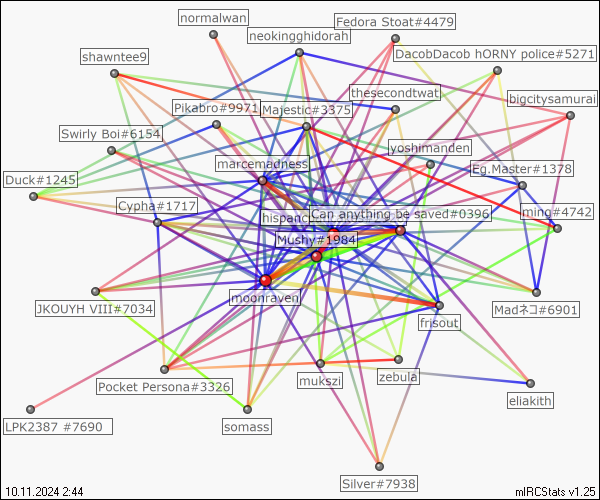 normalwan
Fedora Stoat#4479
neokingghidorah
shawntee9
DacobDacob hORNY police#5271
thesecondtwat
bigcitysamurai
Pikabro#9971
Majestic#3375
Swirly Boi#6154
yoshimanden
marcemadness
Eg.Master#1378
Duck#1245
Cypha#1717
Can anything be saved#0396
ming#4742
Mushy#1984
moonraven
JKOUYH VIII#7034
Madネコ#6901
frisout
Pocket Persona#3326
mukszi
zebula
eliakith
LPK2387 #7690
somass
Silver#7938
10.11.2024 2:44
mIRCStats v1.25